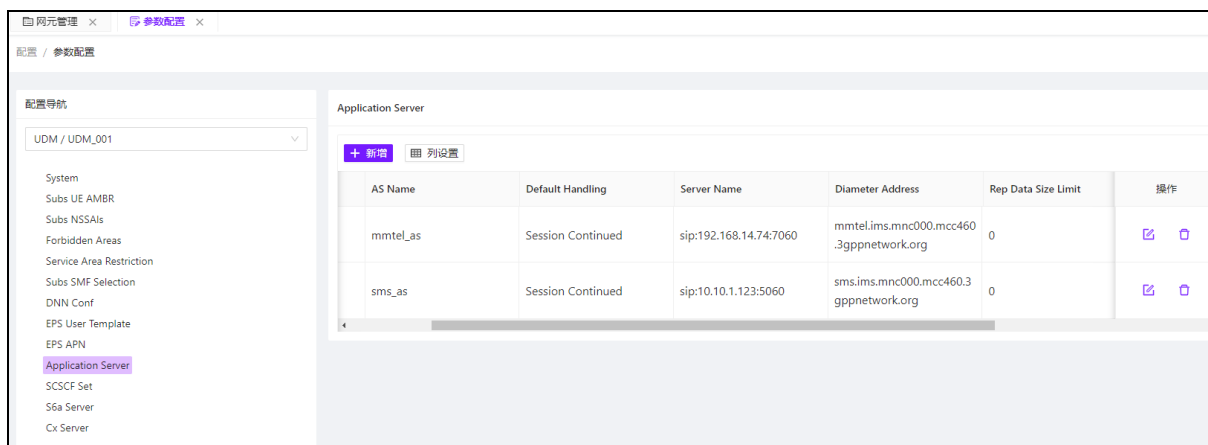 网元管理 ×
参数配置 ×
配置 / 参数配置
配置导航
UDM / UDM_001
System
Subs UE AMBR
Subs NSSAIs
Forbidden Areas
Service Area Restriction
Subs SMF Selection
DNN Conf
EPS User Template
EPS APN
Application Server
SCSCF Set
S6a Server
Cx Server
Application Server
+ 新增 列设置
AS Name Default Handling Server Name Diameter Address Rep Data Size Limit 操作
mmtel_as Session Continued sip:192.168.14.74:7060 mmtel.ims.mnc000.mcc460 0
.3gppnetwork.org
sms_as Session Continued sip:10.10.1.123:5060 sms.ims.mnc000.mcc460.3 0
gppnetwork.org